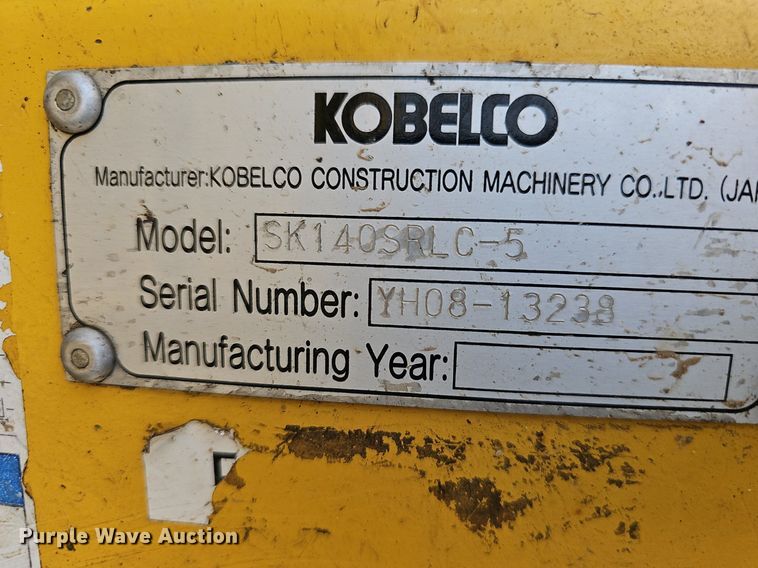 KOBELCO
Manufacturer:KOBELCO CONSTRUCTION MACHINERY CO.,LTD.
Model: SK140SRLC-5
Serial Number: YH08-13238
Manufacturing Year:
Purple Wave Auction